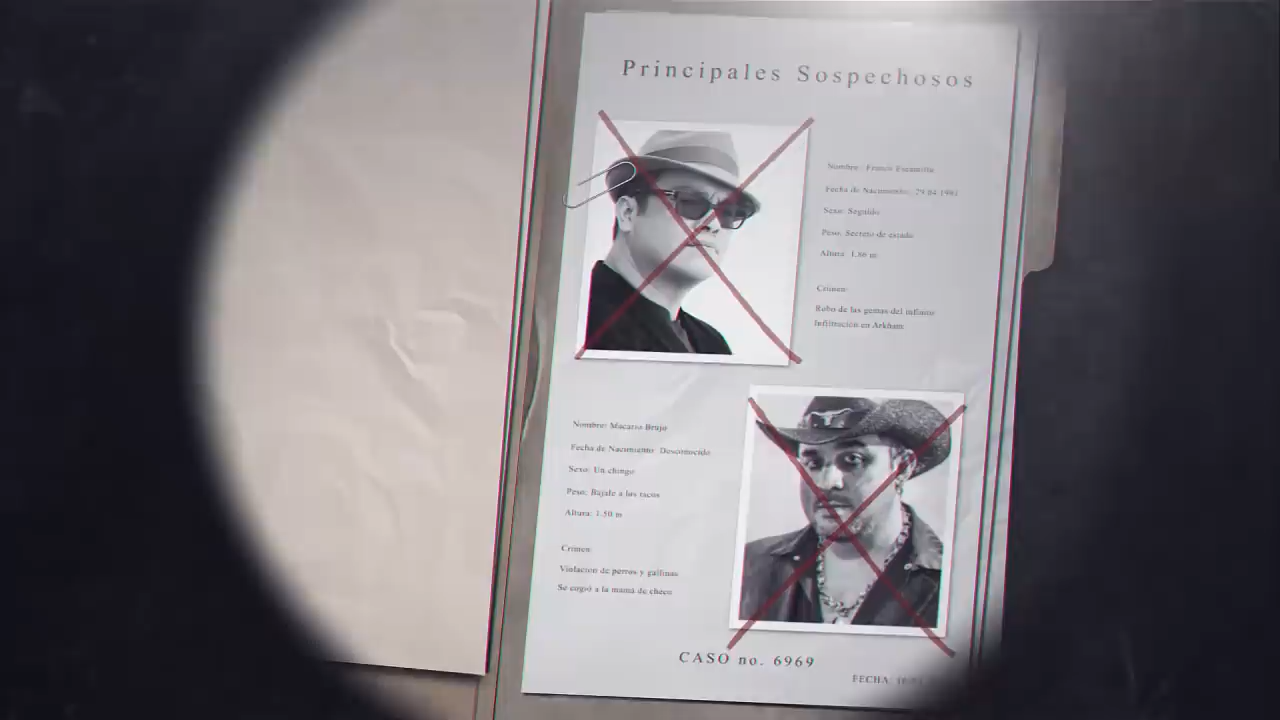 Principales Sospechosos
Nombre: Franco Escamilla
Fecha de Nacimiento: 29 04 1981
Sexo: Seguido
Peso: Secreto de estado
Altura: 1.86 m
Crimen:
Robo de las gemas del infinito
Infiltración en Arkham
Nombre: Macario Brujo
Fecha de Nacimiento: Desconocido
Sexo: Un chingo
Peso: Bajale a los tacos
Altura: 1.50 m
Crimen:
Violacion de perros y gallinas
Se cogió a la mamá de checo
CASO no. 6969
FECHA: